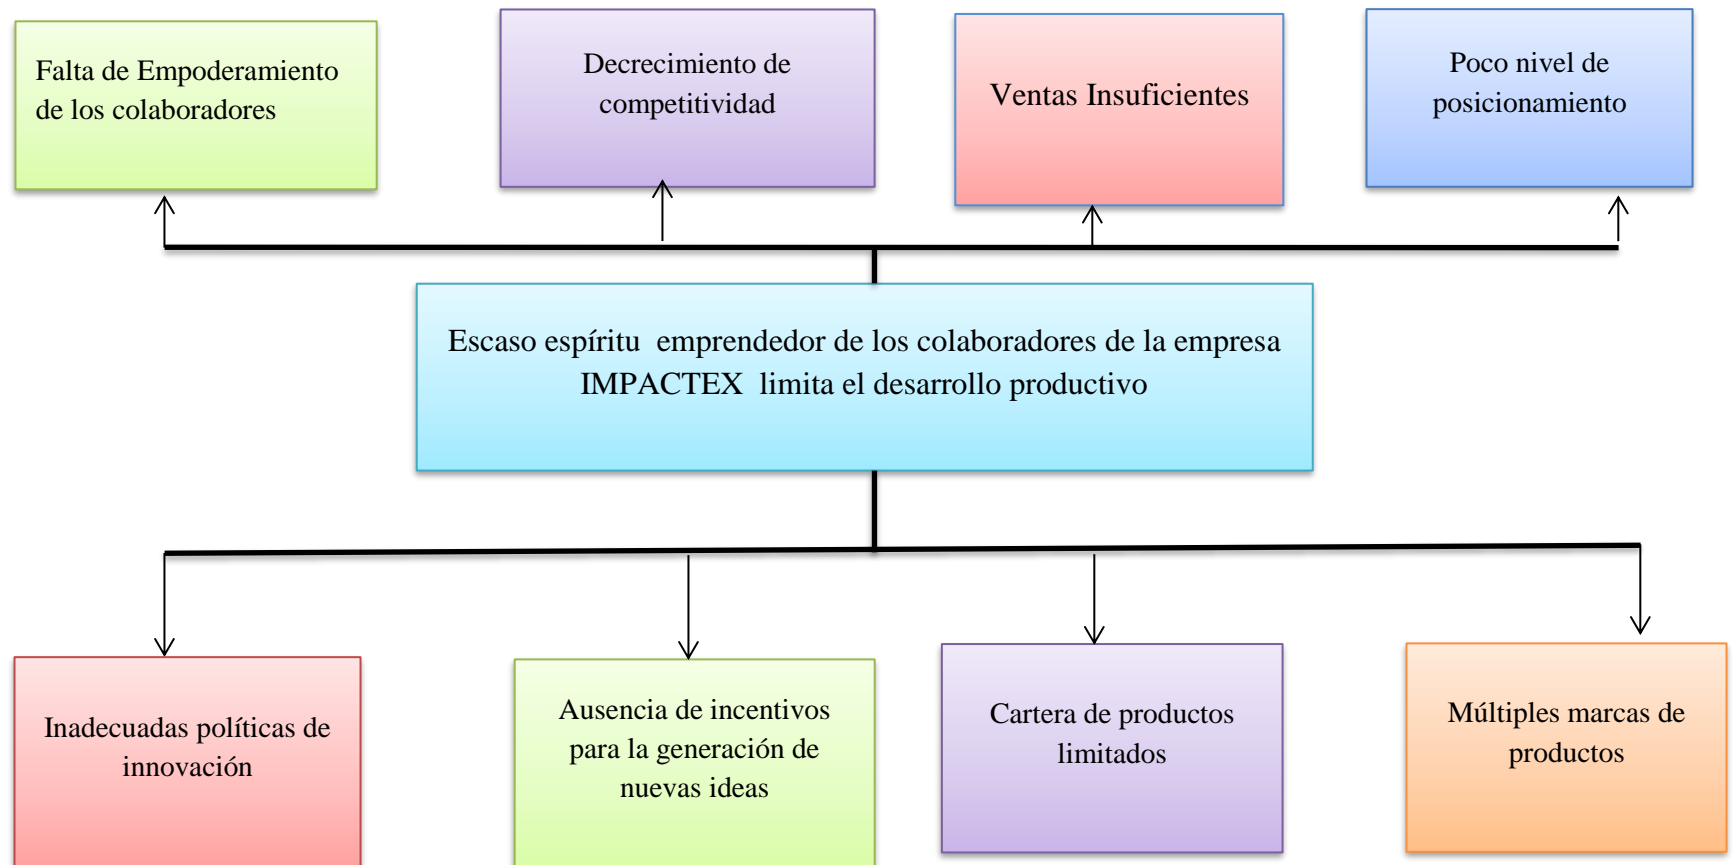 Falta de Empoderamiento
de los colaboradores
Decrecimiento de
competitividad
Ventas Insuficientes
Poco nivel de
posicionamiento
Escaso espíritu  emprendedor de los colaboradores de la empresa
IMPACTEX  limita el desarrollo productivo
Inadecuadas políticas de
innovación
Ausencia de incentivos
para la generación de
nuevas ideas
Cartera de productos
limitados
Múltiples marcas de
productos